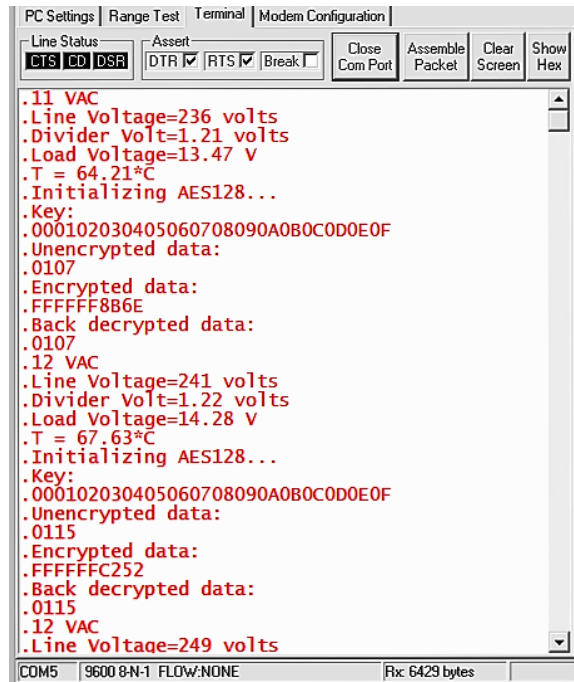 PC Settings Range Test Terminal Modem Configuration
Line Status Assert
CTS CD DSR DTR RTS Break Close Com Port Assemble Packet Clear Screen Show Hex
.11 VAC
.Line Voltage=236 volts
.Divider Volt=1.21 volts
.Load Voltage=13.47 V
.T = 64.21*C
.Initializing AES128...
.Key:
.000102030405060708090A0B0C0D0E0F
.Unencrypted data:
.0107
.Encrypted data:
.FFFFFF8B6E
.Back decrypted data:
.0107
.12 VAC
.Line Voltage=241 volts
.Divider Volt=1.22 volts
.Load Voltage=14.28 V
.T = 67.63*C
.Initializing AES128...
.Key:
.000102030405060708090A0B0C0D0E0F
.Unencrypted data:
.0115
.Encrypted data:
.FFFFFFC252
.Back decrypted data:
.0115
.12 VAC
.Line Voltage=249 volts
COM5 9600 8-N-1 FLOW:NONE Rx: 6429 bytes